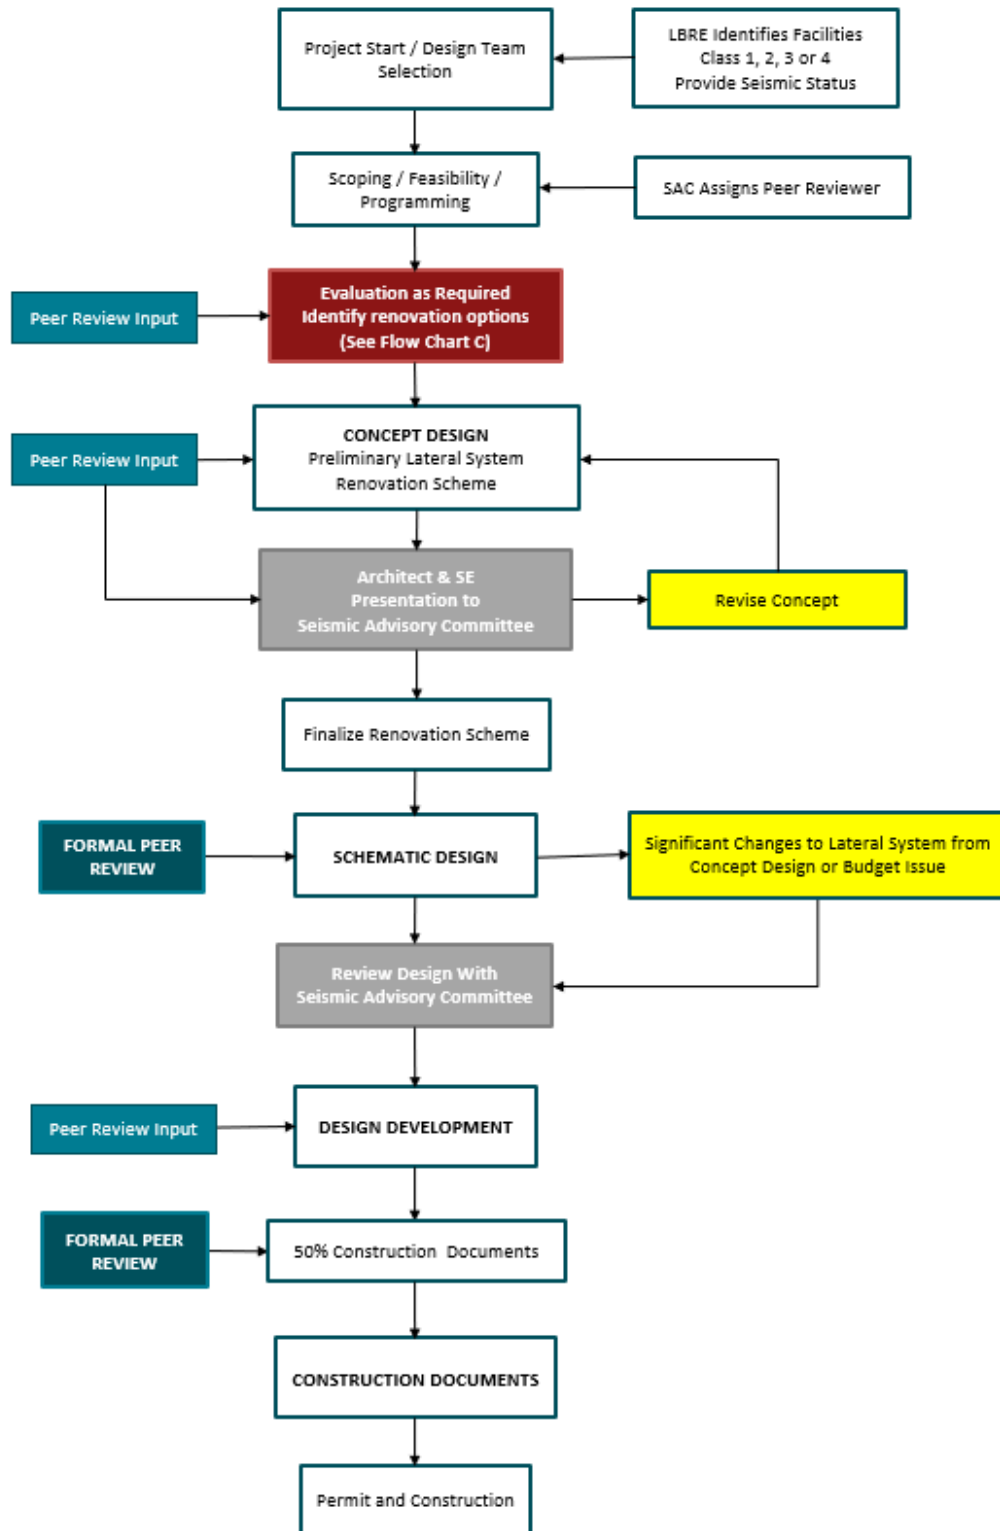 Project Start / Design Team
Selection
LBRE Identifies Facilities
Class 1, 2, 3 or 4
Provide Seismic Status
Scoping / Feasibility /
Programming
SAC Assigns Peer Reviewer
Peer Review Input
Evaluation as Required
Identify renovation options
(See Flow Chart C)
Peer Review Input
CONCEPT DESIGN
Preliminary Lateral System
Renovation Scheme
Architect & SE
Presentation to
Seismic Advisory Committee
Revise Concept
Finalize Renovation Scheme
FORMAL PEER
REVIEW
SCHEMATIC DESIGN
Significant Changes to Lateral System from
Concept Design or Budget Issue
Review Design With
Seismic Advisory Committee
Peer Review Input
DESIGN DEVELOPMENT
FORMAL PEER
REVIEW
50% Construction Documents
CONSTRUCTION DOCUMENTS
Permit and Construction